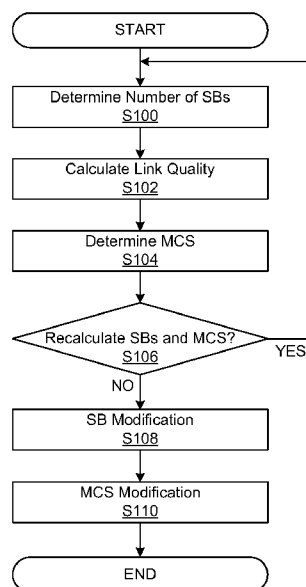 START
Determine Number of SBs
S100
Calculate Link Quality
S102
Determine MCS
S104
Recalculate SBs and MCS?
S106
YES
NO
SB Modification
S108
MCS Modification
S110
END